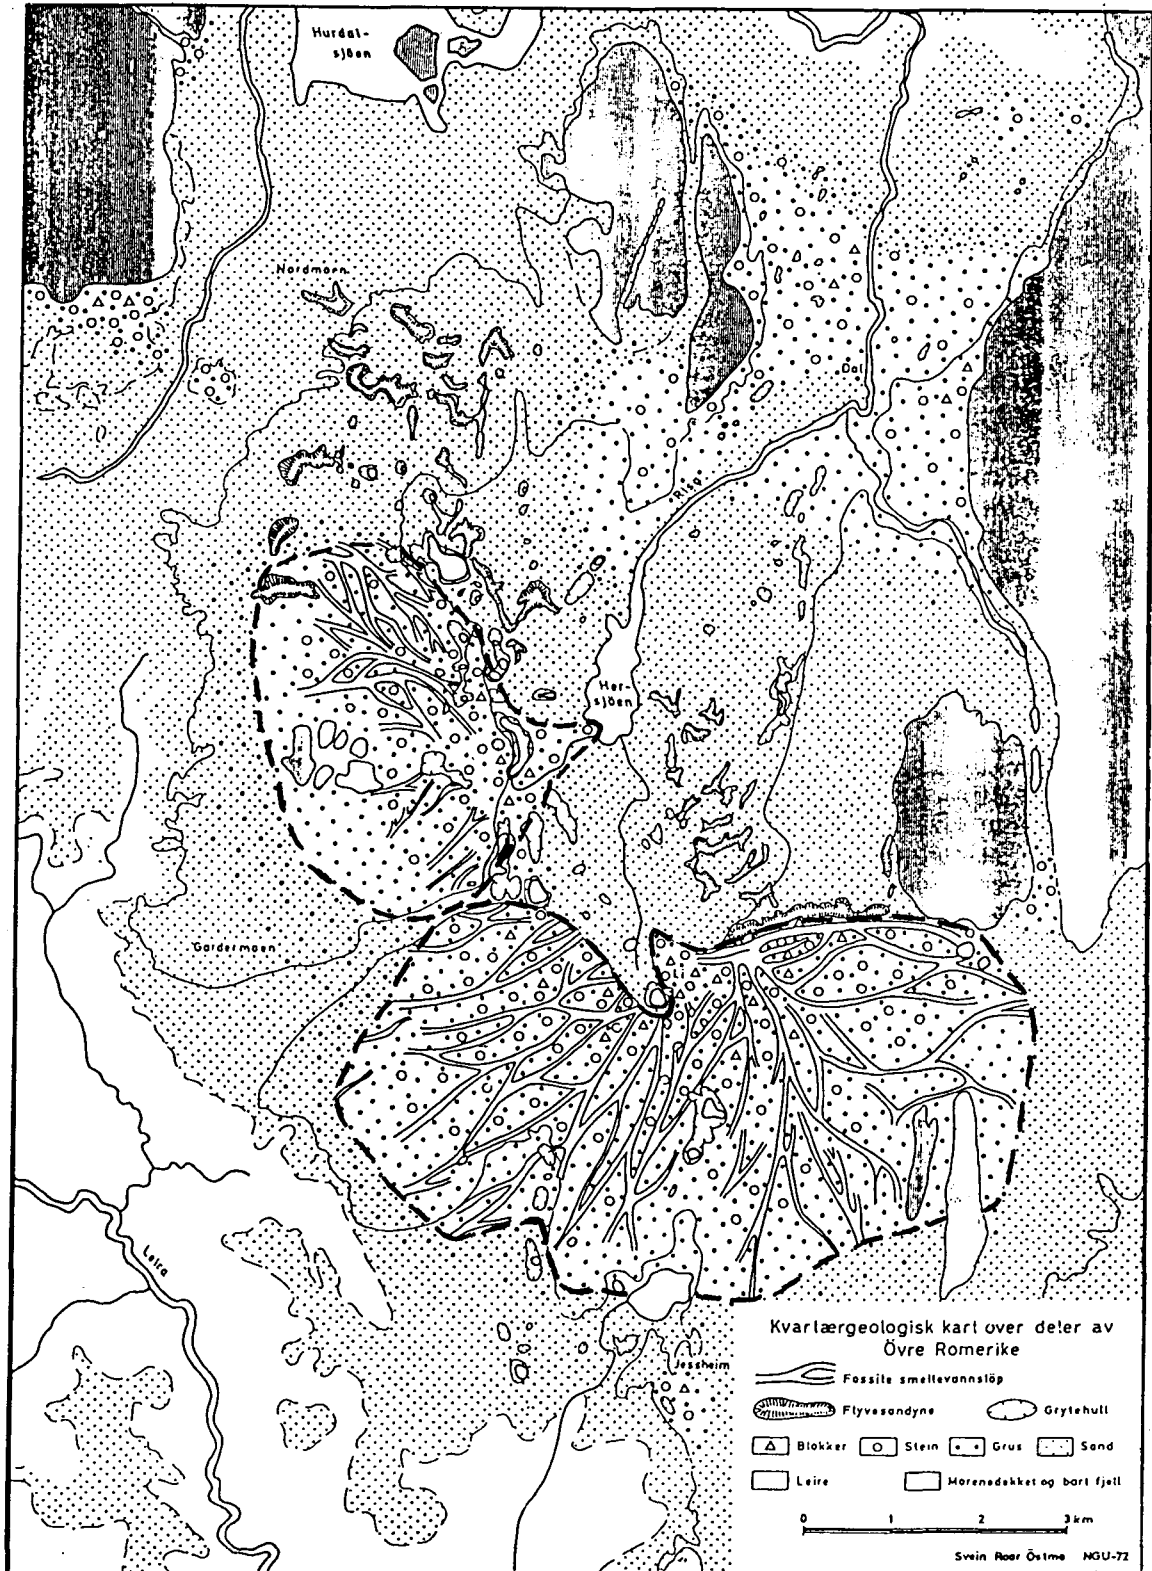 Hurdal-
sjöen
Nordmoen
Dal
Risa
Her-
sjöen
Gardermoen
Li
Leira
Jessheim
Kvartærgeologisk kart over deler av
Övre Romerike
Fossile smeltevannslöp
Flyvesandyne
Grytehull
Blokker
Stein
Grus
Sand
Leire
Morenedekket og bart fjell
0 1 2 3 km
Svein Roar Östmo NGU-72